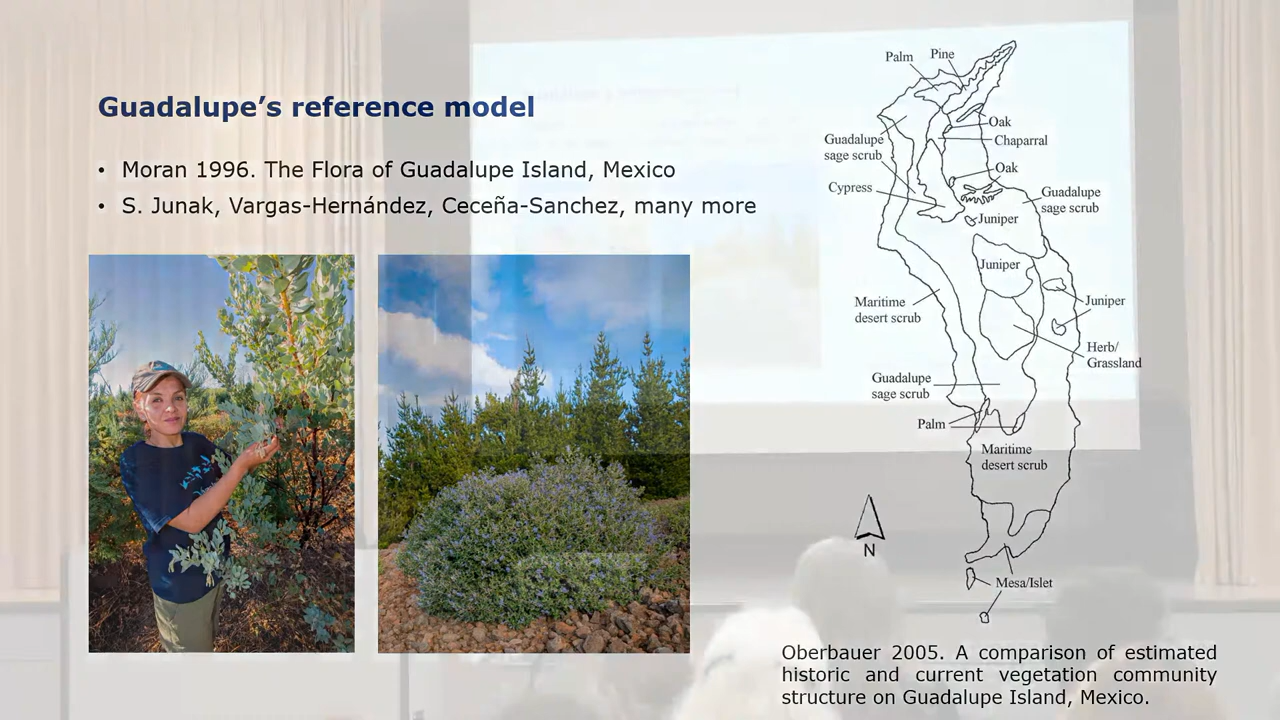 Guadalupe’s reference model
• Moran 1996. The Flora of Guadalupe Island, Mexico
• S. Junak, Vargas-Hernández, Ceceña-Sanchez, many more
Palm
Pine
Oak
Chaparral
Guadalupe
sage scrub
Oak
Cypress
Guadalupe
sage scrub
Juniper
Juniper
Juniper
Maritime
desert scrub
Herb/
Grassland
Guadalupe
sage scrub
Palm
Maritime
desert scrub
N
Mesa/Islet
Oberbauer 2005. A comparison of estimated
historic and current vegetation community
structure on Guadalupe Island, Mexico.